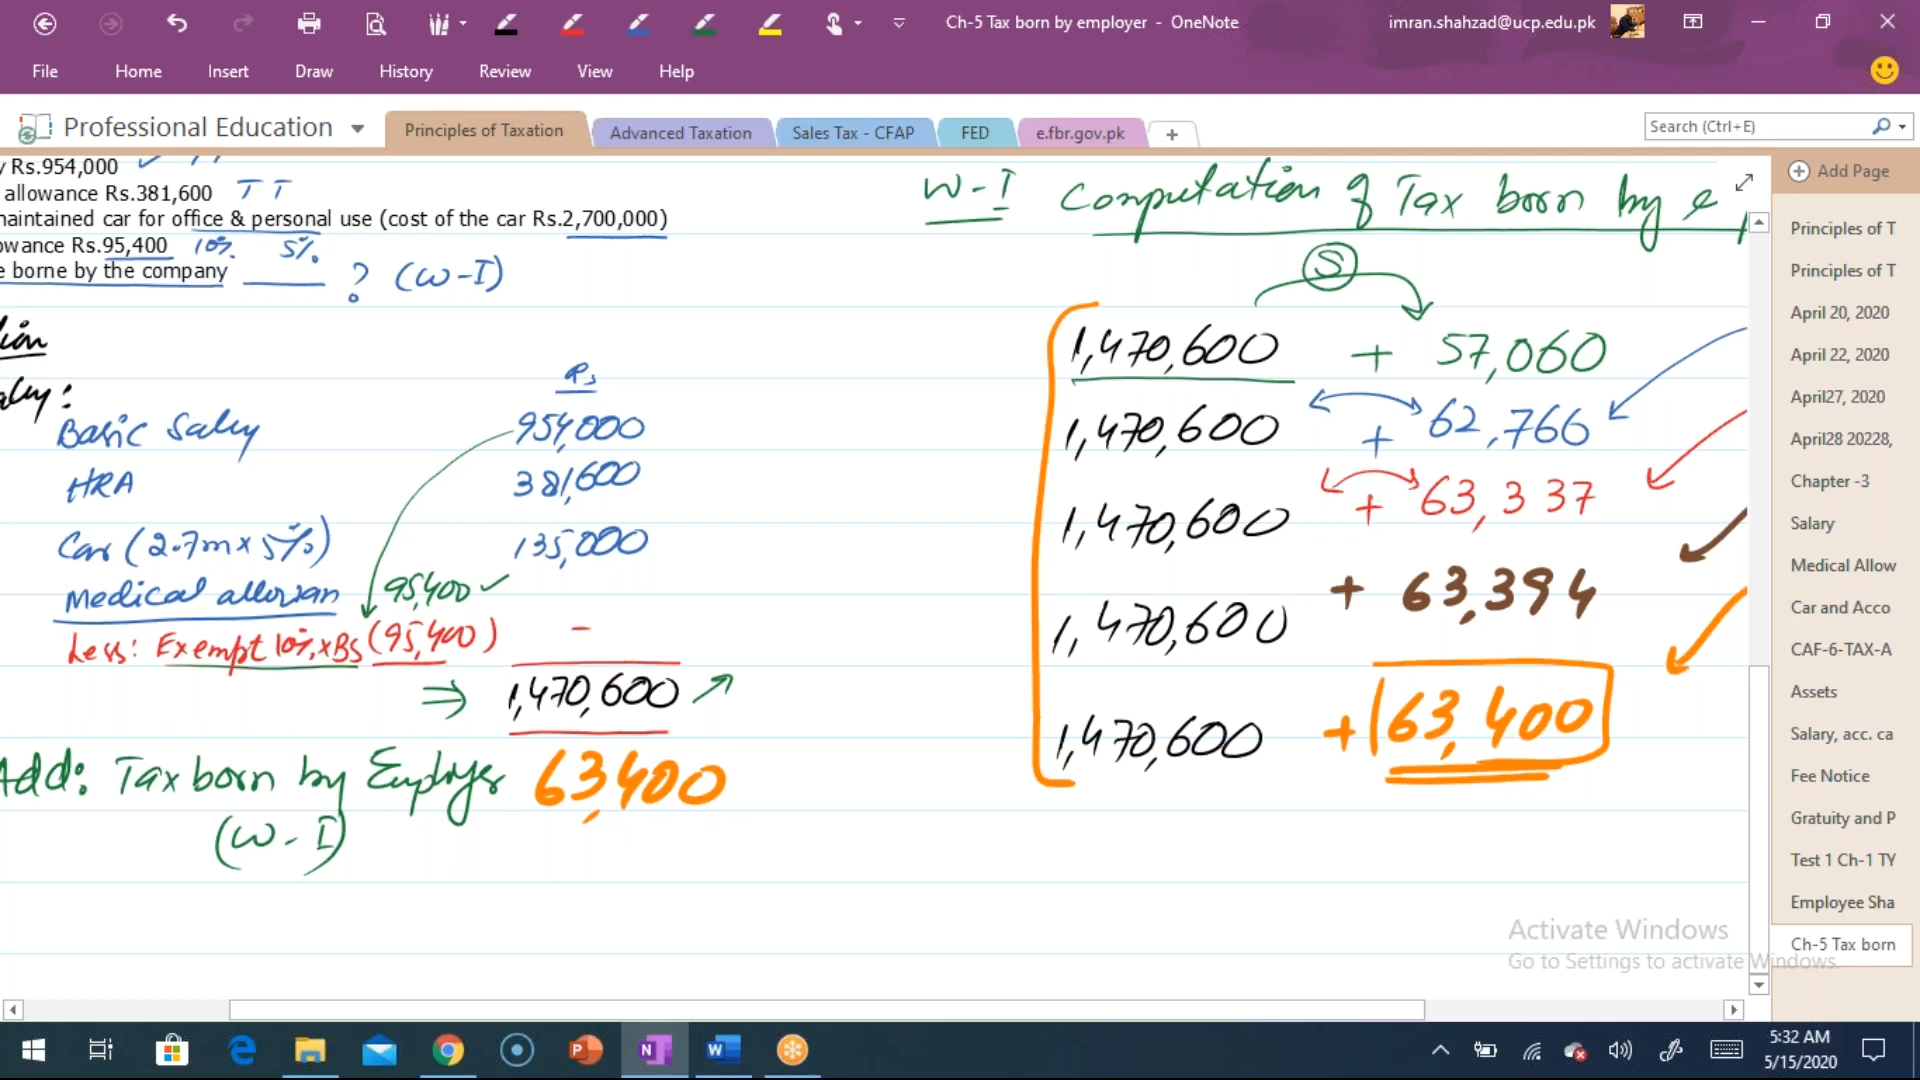 Ch-5 Tax born by employer - OneNote
imran.shahzad@ucp.edu.pk
File Home Insert Draw History Review View Help
Professional Education
Principles of Taxation
Advanced Taxation
Sales Tax - CFAP
FED
e.fbr.gov.pk
+
Search (Ctrl+E)
y Rs.954,000
allowance Rs.381,600 T T
maintained car for office & personal use (cost of the car Rs.2,700,000)
owance Rs.95,400 10% 5%
e borne by the company ? (W-I)
Rs
Basic Salary 954,000
HRA 381,600
Car (2.7m x 5%) 135,000
Medical allowan 95,400
Less: Exempt 10% x BS (95,400) -
⇒ 1,470,600
Add: Tax born by Employer 63,400
(W-I)
W-I Computation of Tax born by e
S
1,470,600 + 57,060
1,470,600 + 62,766
1,470,600 + 63,337
1,470,600 + 63,394
1,470,600 + 63,400
Add Page
Principles of T
Principles of T
April 20, 2020
April 22, 2020
April27, 2020
April28 20228,
Chapter -3
Salary
Medical Allow
Car and Acco
CAF-6-TAX-A
Assets
Salary, acc. ca
Fee Notice
Gratuity and P
Test 1 Ch-1 TY
Employee Sha
Ch-5 Tax born
Activate Windows
Go to Settings to activate Windows.
5:32 AM
5/15/2020